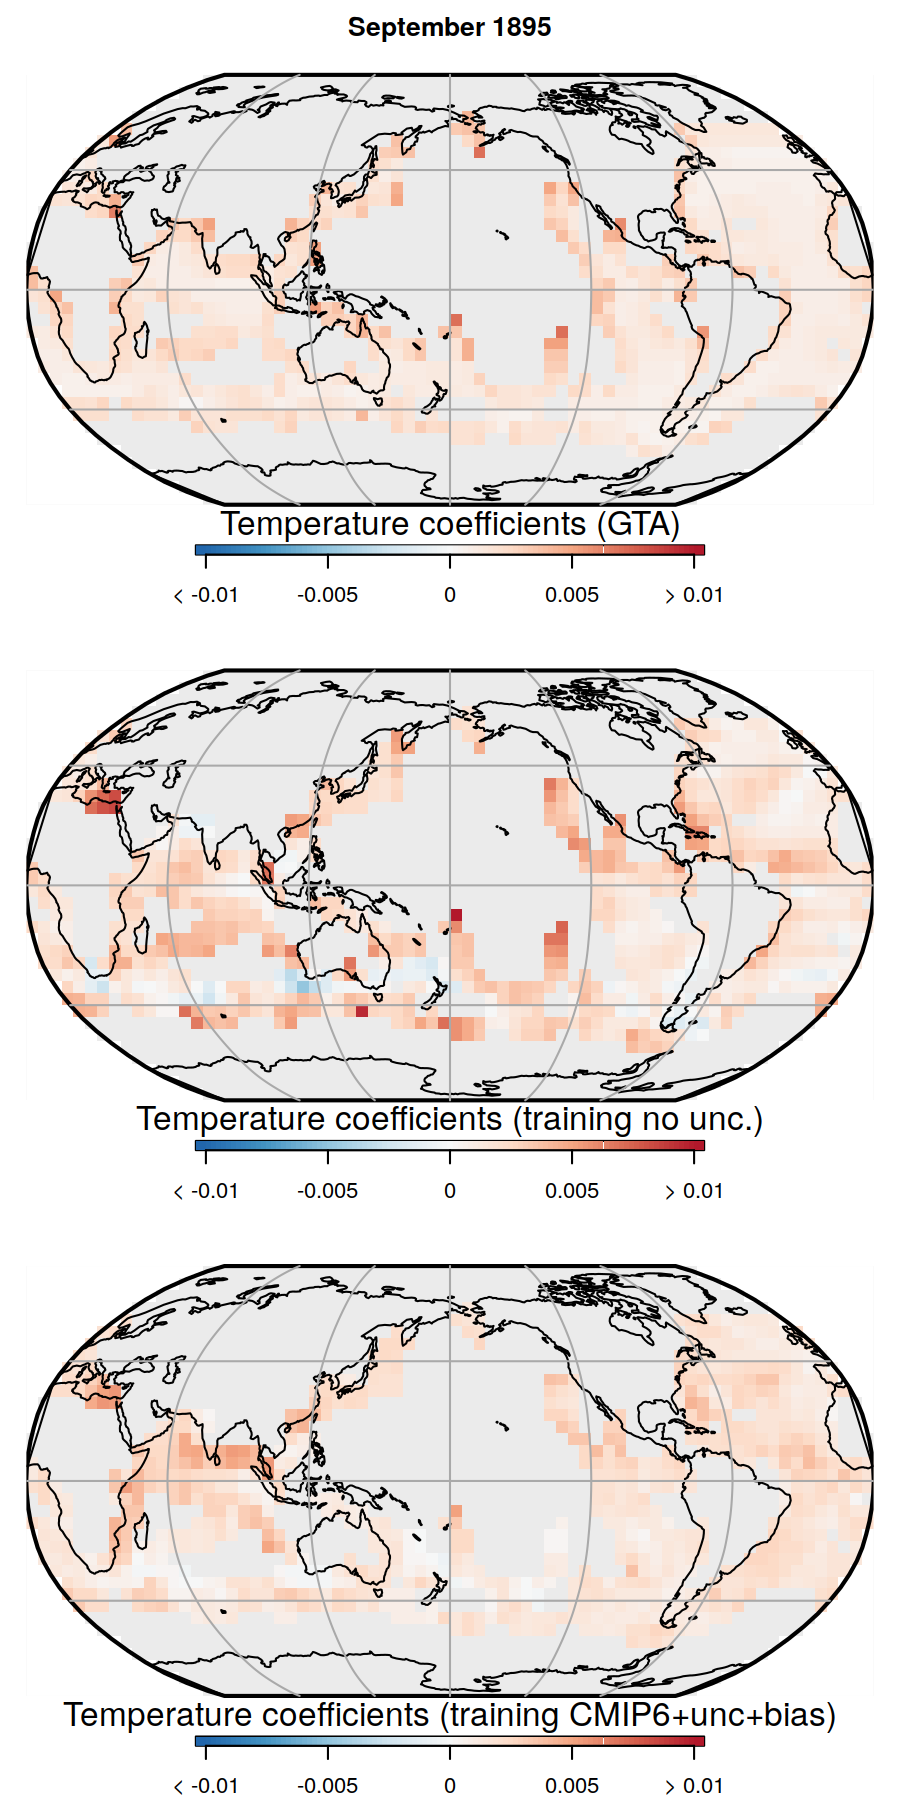 September 1895
Temperature coefficients (GTA)
< -0.01 -0.005 0 0.005 > 0.01
Temperature coefficients (training no unc.)
< -0.01 -0.005 0 0.005 > 0.01
Temperature coefficients (training CMIP6+unc+bias)
< -0.01 -0.005 0 0.005 > 0.01